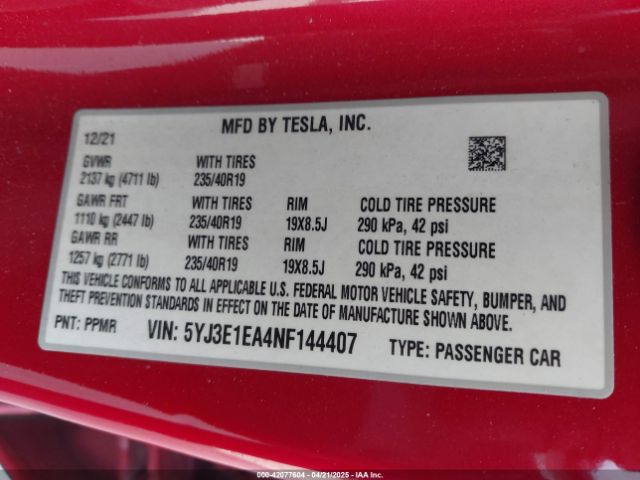 MFD BY TESLA, INC.
12/21
GVWR WITH TIRES
2137 kg (4711 lb) 235/40R19
GAWR FRT WITH TIRES RIM COLD TIRE PRESSURE
1110 kg (2447 lb) 235/40R19 19X8.5J 290 kPa, 42 psi
GAWR RR WITH TIRES RIM COLD TIRE PRESSURE
1257 kg (2771 lb) 235/40R19 19X8.5J 290 kPa, 42 psi
THIS VEHICLE CONFORMS TO ALL APPLICABLE U.S. FEDERAL MOTOR VEHICLE SAFETY, BUMPER, AND
THEFT PREVENTION STANDARDS IN EFFECT ON THE DATE OF MANUFACTURE SHOWN ABOVE.
PNT: PPMR VIN: 5YJ3E1EA4NF144407 TYPE: PASSENGER CAR
000-42077604 - 04/21/2025 - IAA Inc.